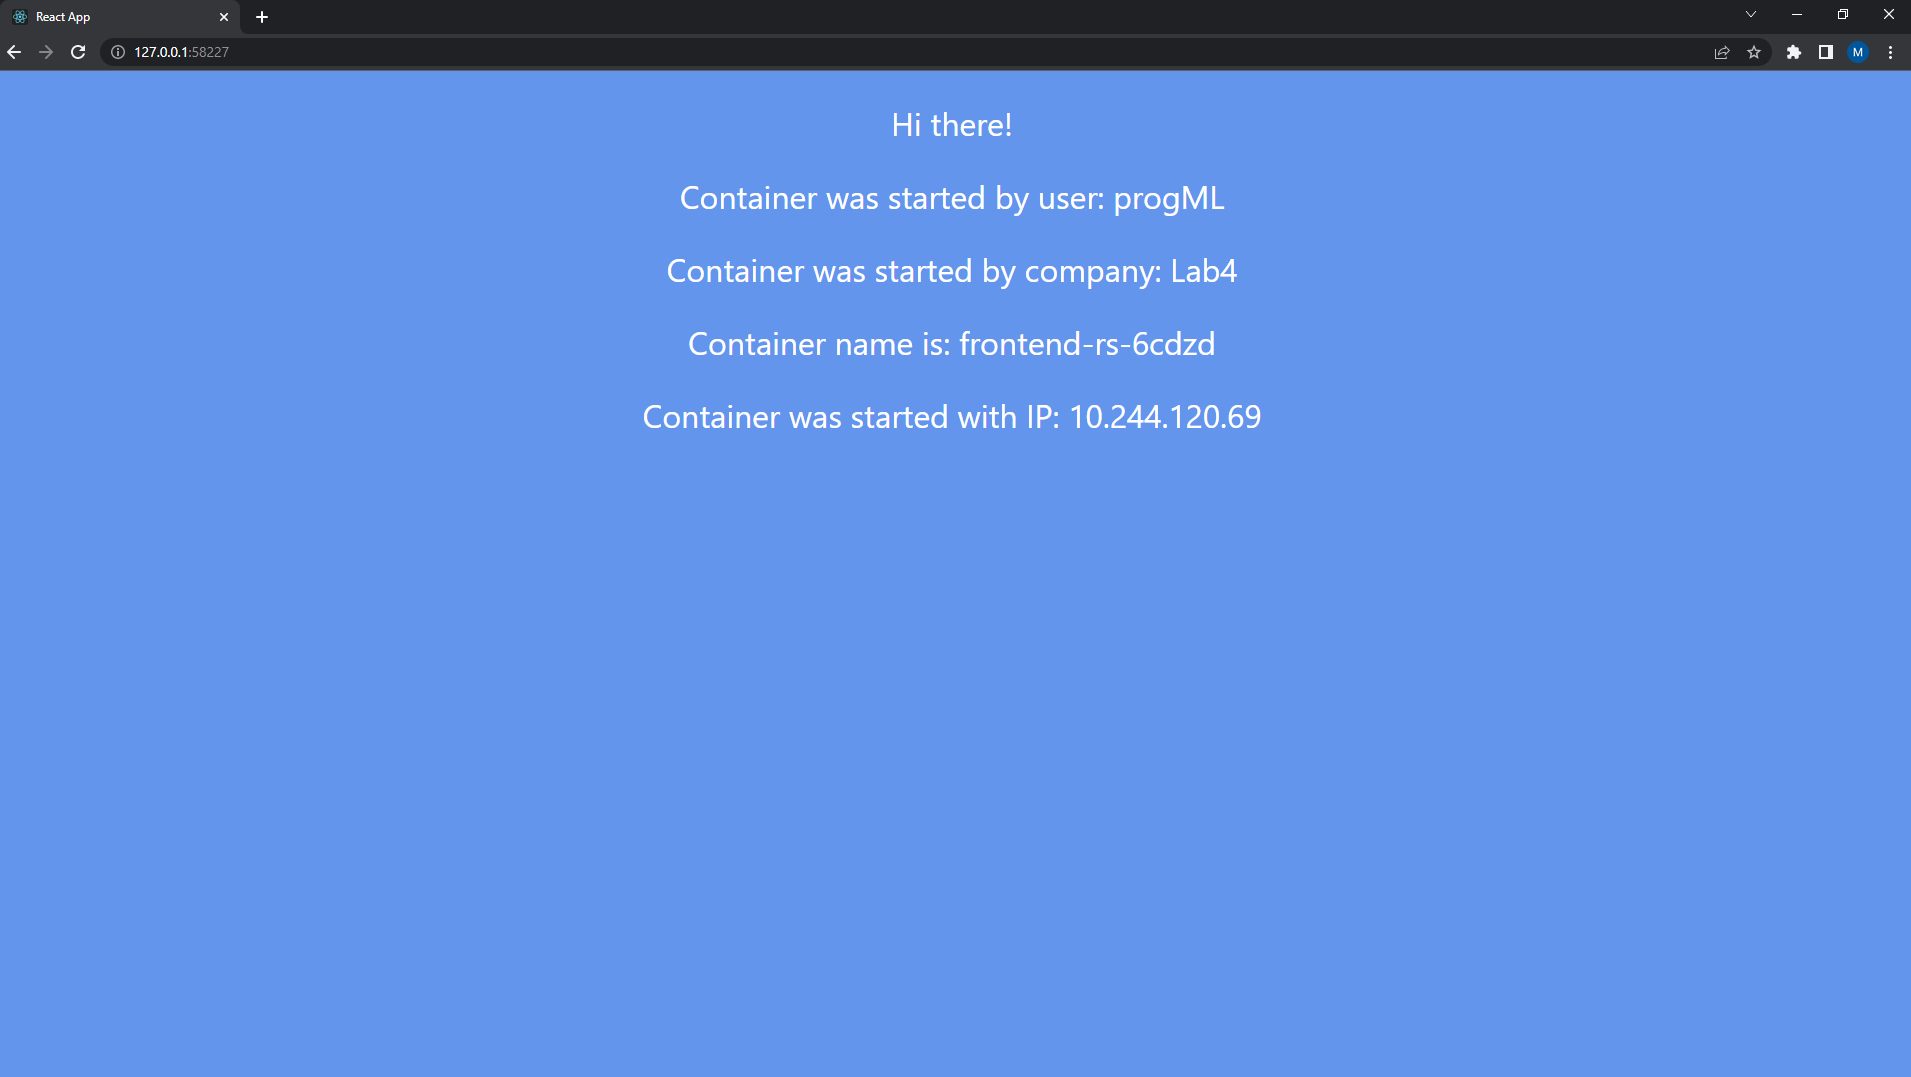 React App
127.0.0.1:58227
M
Hi there!
Container was started by user: progML
Container was started by company: Lab4
Container name is: frontend-rs-6cdzd
Container was started with IP: 10.244.120.69